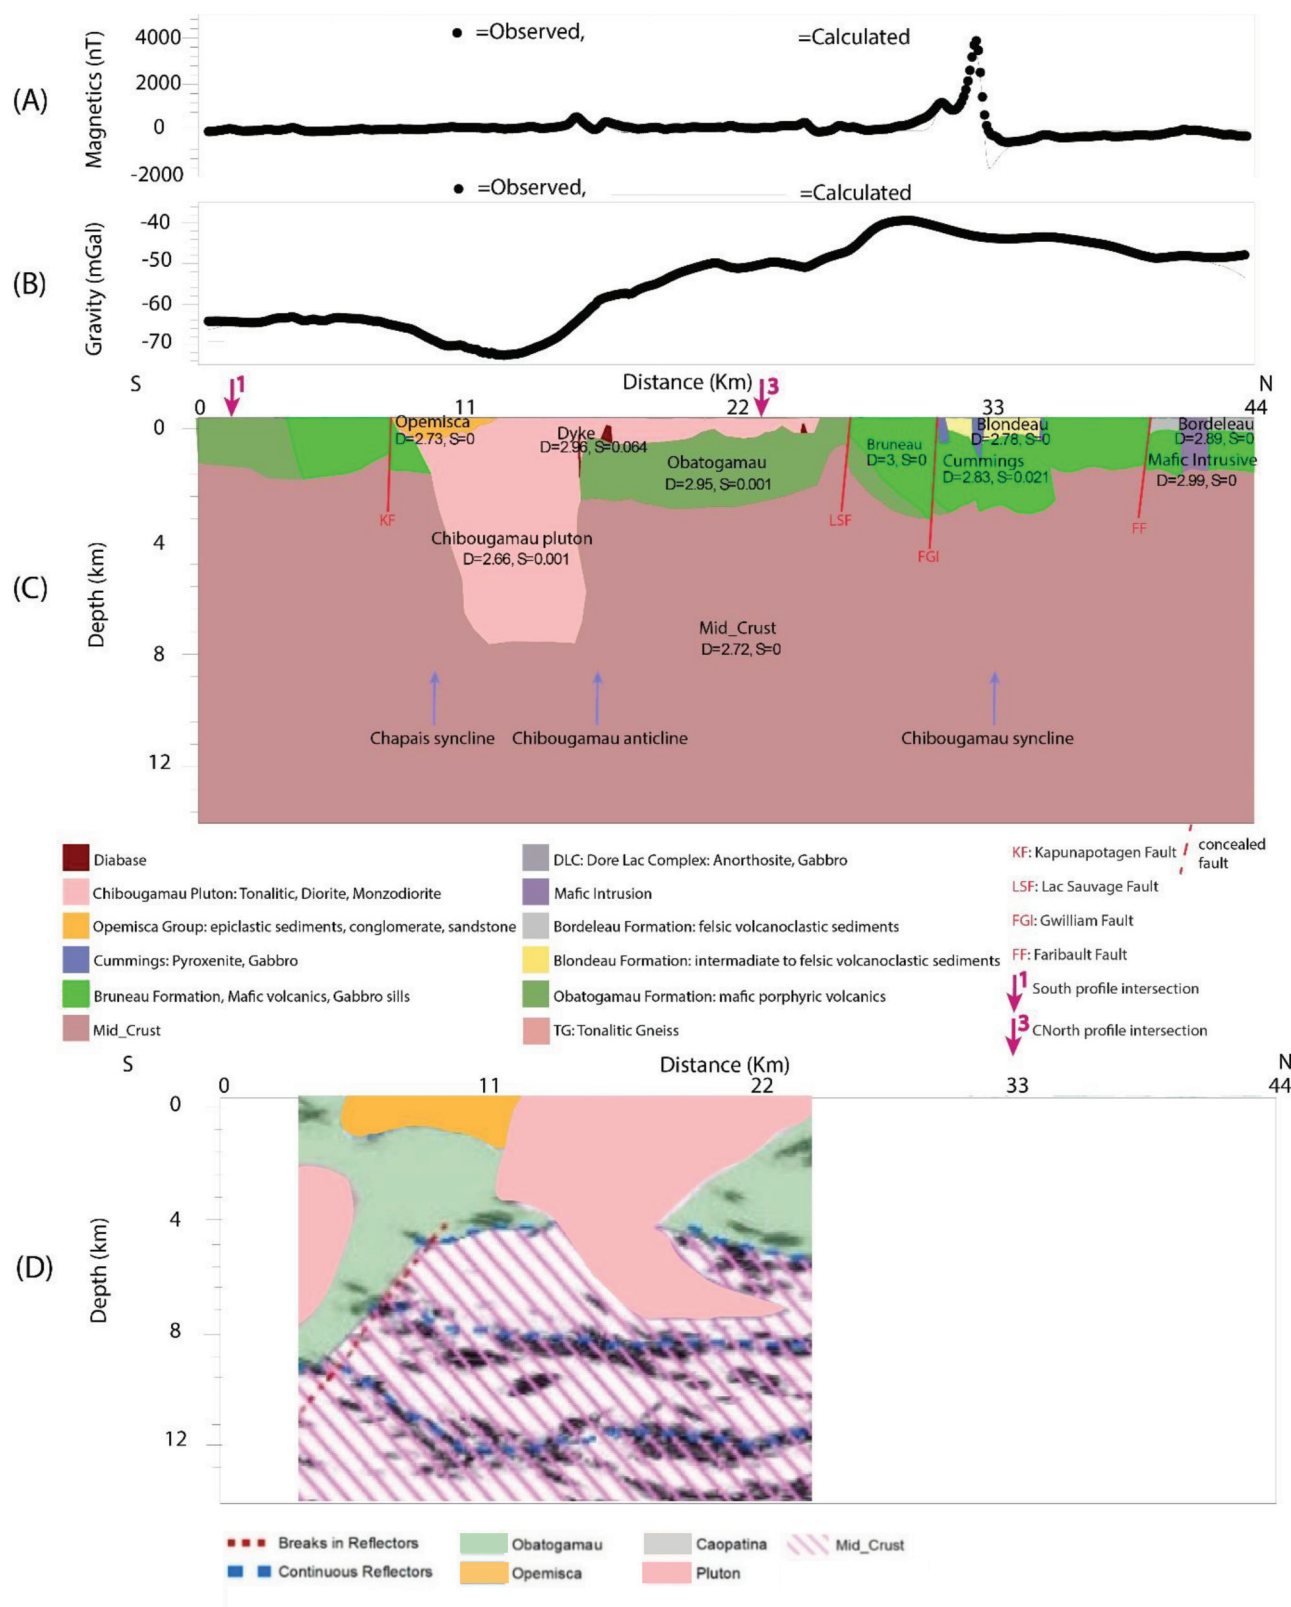 (A)
Magnetics (nT)
4000
2000
0
-2000
=Observed,
=Calculated
(B)
Gravity (mGal)
-40
-50
-60
-70
=Observed,
=Calculated
S
1
Distance (Km)
3
N
0
11
22
33
44
(C)
Depth (km)
0
4
8
12
Opemisca
D=2.73, S=0
Dyke
D=2.96, S=0.064
Obatogamau
D=2.95, S=0.001
Bruneau
D=3, S=0
Blondeau
D=2.78, S=0
Cummings
D=2.83, S=0.021
Bordeleau
D=2.89, S=0
Mafic Intrusive
D=2.99, S=0
KF
LSF
FGI
FF
Chibougamau pluton
D=2.66, S=0.001
Mid_Crust
D=2.72, S=0
Chapais syncline
Chibougamau anticline
Chibougamau syncline
Diabase
Chibougamau Pluton: Tonalitic, Diorite, Monzodiorite
Opemisca Group: epiclastic sediments, conglomerate, sandstone
Cummings: Pyroxenite, Gabbro
Bruneau Formation, Mafic volcanics, Gabbro sills
Mid_Crust
DLC: Dore Lac Complex: Anorthosite, Gabbro
Mafic Intrusion
Bordeleau Formation: felsic volcanoclastic sediments
Blondeau Formation: intermadiate to felsic volcanoclastic sediments
Obatogamau Formation: mafic porphyric volcanics
TG: Tonalitic Gneiss
KF: Kapunapotagen Fault
LSF: Lac Sauvage Fault
FGI: Gwilliam Fault
FF: Faribault Fault
1 South profile intersection
3 CNorth profile intersection
concealed
fault
S
Distance (Km)
N
0
11
22
33
44
(D)
Depth (km)
0
4
8
12
Breaks in Reflectors
Continuous Reflectors
Obatogamau
Opemisca
Caopatina
Pluton
Mid_Crust